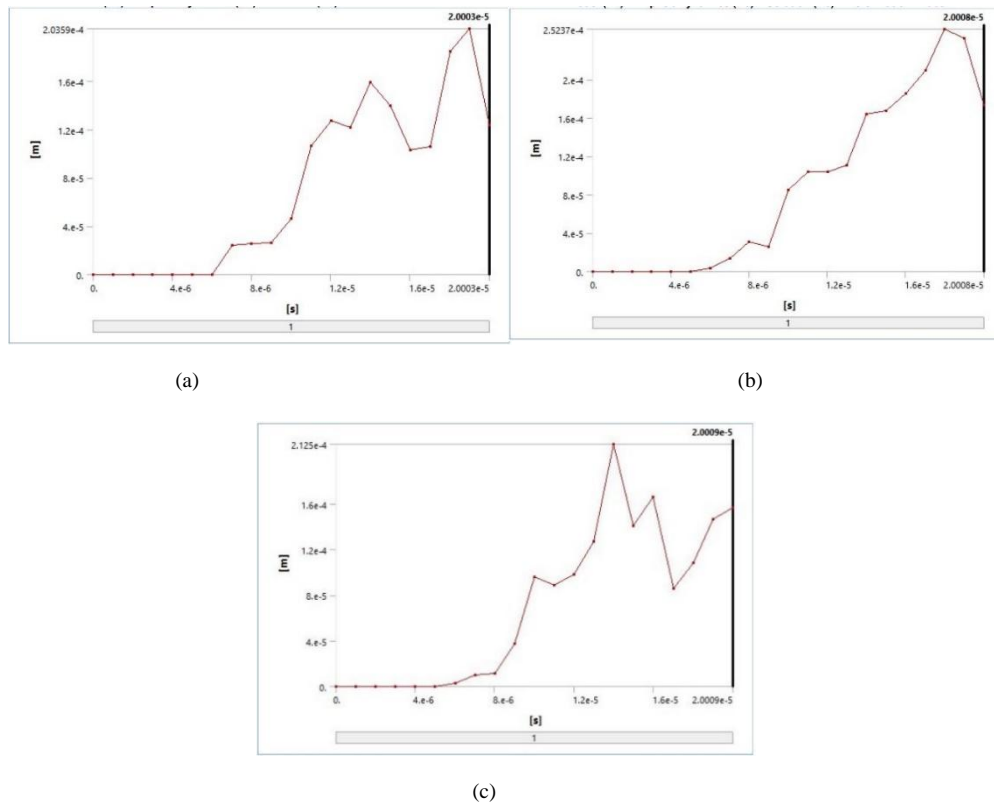 2.0003e-5
2.0359e-4
1.6e-4
1.2e-4
8.e-5
4.e-5
0.
[m]
0.
4.e-6
8.e-6
1.2e-5
1.6e-5
2.0003e-5
[s]
1
(a)
2.0008e-5
2.5237e-4
2.e-4
1.6e-4
1.2e-4
8.e-5
4.e-5
0.
[m]
0.
4.e-6
8.e-6
1.2e-5
1.6e-5
2.0008e-5
[s]
1
(b)
2.0009e-5
2.125e-4
1.6e-4
1.2e-4
8.e-5
4.e-5
0.
[m]
0.
4.e-6
8.e-6
1.2e-5
1.6e-5
2.0009e-5
[s]
1
(c)